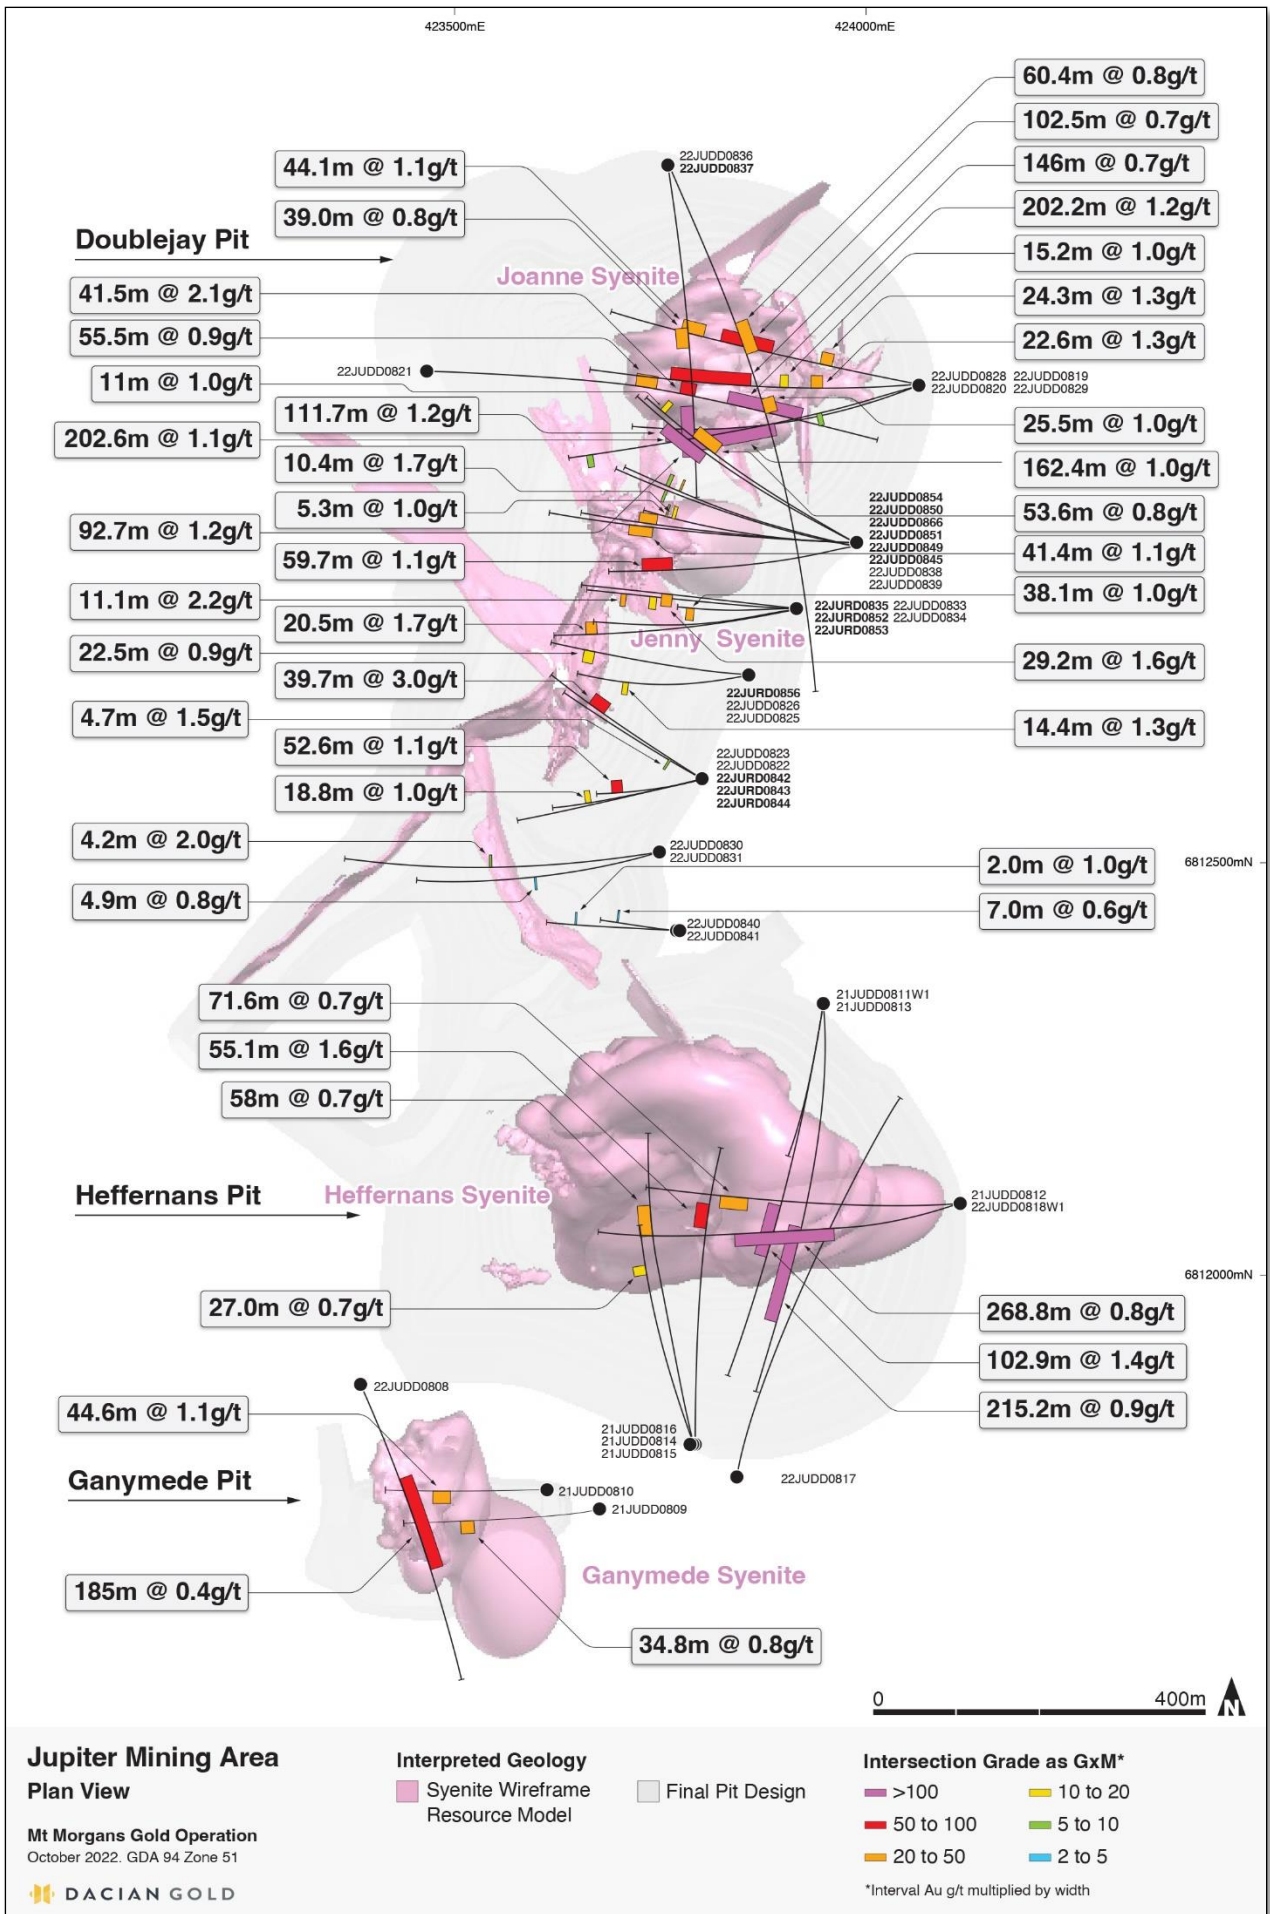 423500mE
424000mE
60.4m @ 0.8g/t
102.5m @ 0.7g/t
44.1m @ 1.1g/t
22JUDD0836
22JUDD0837
146m @ 0.7g/t
39.0m @ 0.8g/t
202.2m @ 1.2g/t
Doublejay Pit
15.2m @ 1.0g/t
Joanne Syenite
41.5m @ 2.1g/t
24.3m @ 1.3g/t
55.5m @ 0.9g/t
22.6m @ 1.3g/t
11m @ 1.0g/t
22JUDD0821
22JUDD0828 22JUDD0819
22JUDD0820 22JUDD0829
111.7m @ 1.2g/t
25.5m @ 1.0g/t
202.6m @ 1.1g/t
10.4m @ 1.7g/t
162.4m @ 1.0g/t
5.3m @ 1.0g/t
22JUDD0854
22JUDD0850
22JUDD0866
22JUDD0851
22JUDD0849
22JUDD0845
22JUDD0838
22JUDD0839
53.6m @ 0.8g/t
92.7m @ 1.2g/t
41.4m @ 1.1g/t
59.7m @ 1.1g/t
38.1m @ 1.0g/t
11.1m @ 2.2g/t
22JURD0835 22JUDD0833
22JURD0852 22JUDD0834
22JURD0853
20.5m @ 1.7g/t
Jenny Syenite
22.5m @ 0.9g/t
29.2m @ 1.6g/t
39.7m @ 3.0g/t
22JURD0856
22JUDD0826
22JUDD0825
4.7m @ 1.5g/t
14.4m @ 1.3g/t
52.6m @ 1.1g/t
22JUDD0823
22JUDD0822
22JURD0842
22JURD0843
22JURD0844
18.8m @ 1.0g/t
4.2m @ 2.0g/t
22JUDD0830
22JUDD0831
6812500mN
2.0m @ 1.0g/t
4.9m @ 0.8g/t
7.0m @ 0.6g/t
22JUDD0840
22JUDD0841
71.6m @ 0.7g/t
21JUDD0811W1
21JUDD0813
55.1m @ 1.6g/t
58m @ 0.7g/t
Heffernans Pit
Heffernans Syenite
21JUDD0812
22JUDD0818W1
6812000mN
27.0m @ 0.7g/t
268.8m @ 0.8g/t
102.9m @ 1.4g/t
22JUDD0808
44.6m @ 1.1g/t
215.2m @ 0.9g/t
21JUDD0816
21JUDD0814
21JUDD0815
Ganymede Pit
22JUDD0817
21JUDD0810
21JUDD0809
185m @ 0.4g/t
Ganymede Syenite
34.8m @ 0.8g/t
0 400m
N
Jupiter Mining Area
Plan View
Mt Morgans Gold Operation
October 2022. GDA 94 Zone 51
DACIAN GOLD
Interpreted Geology
Syenite Wireframe
Resource Model
Final Pit Design
Intersection Grade as GxM*
>100
50 to 100
20 to 50
10 to 20
5 to 10
2 to 5
*Interval Au g/t multiplied by width